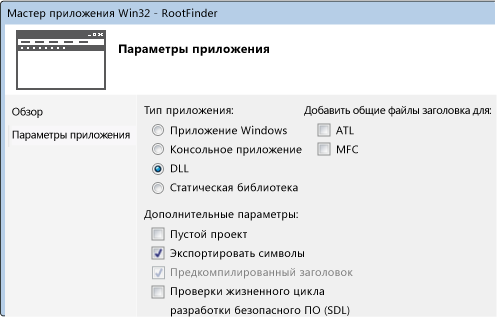 Мастер приложения Win32 - RootFinder
Параметры приложения
Обзор
Параметры приложения
Тип приложения:
Приложение Windows
Консольное приложение
DLL
Статическая библиотека
Добавить общие файлы заголовка для:
ATL
MFC
Дополнительные параметры:
Пустой проект
Экспортировать символы
Предкомпилированный заголовок
Проверки жизненного цикла
разработки безопасного ПО (SDL)